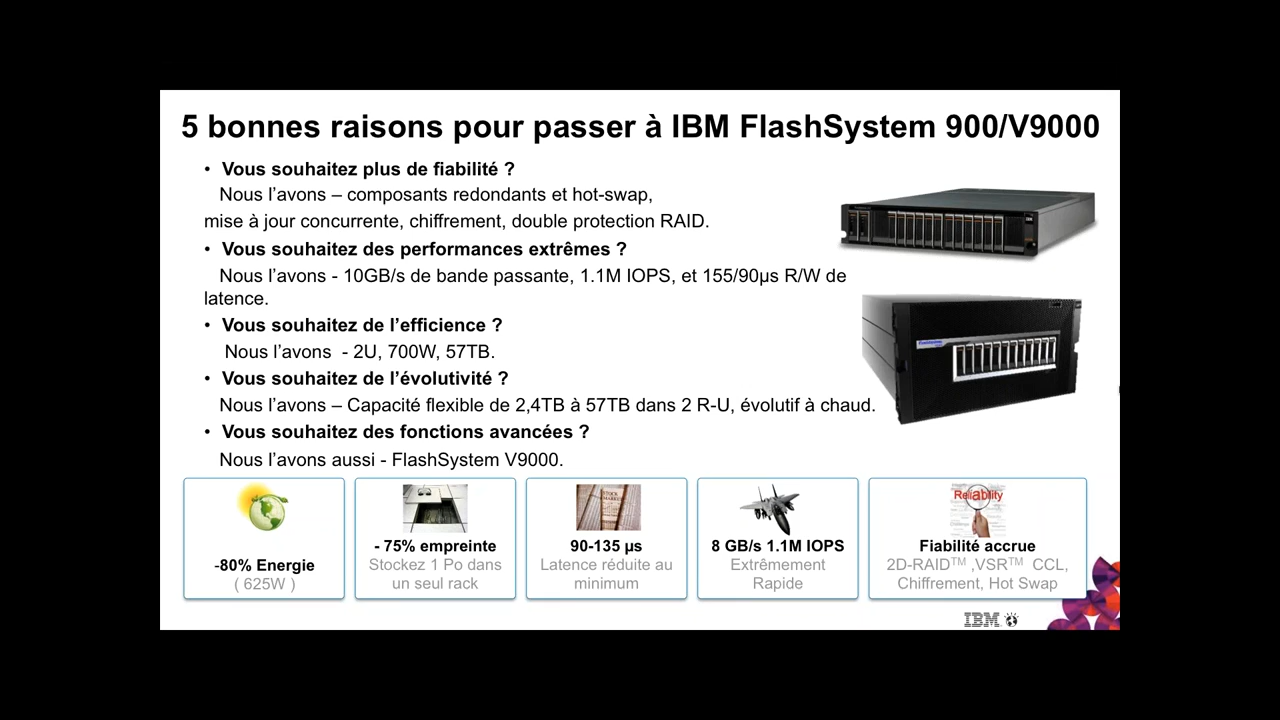 5 bonnes raisons pour passer à IBM FlashSystem 900/V9000
• Vous souhaitez plus de fiabilité ?
Nous l’avons – composants redondants et hot-swap,
mise à jour concurrente, chiffrement, double protection RAID.
• Vous souhaitez des performances extrêmes ?
Nous l’avons - 10GB/s de bande passante, 1.1M IOPS, et 155/90µs R/W de
latence.
• Vous souhaitez de l’efficience ?
Nous l’avons - 2U, 700W, 57TB.
• Vous souhaitez de l’évolutivité ?
Nous l’avons – Capacité flexible de 2,4TB à 57TB dans 2 R-U, évolutif à chaud.
• Vous souhaitez des fonctions avancées ?
Nous l’avons aussi - FlashSystem V9000.
-80% Energie
( 625W )
- 75% empreinte
Stockez 1 Po dans
un seul rack
STOCK
MARKET
90-135 µs
Latence réduite au
minimum
8 GB/s 1.1M IOPS
Extrêmement
Rapide
Reliability
Fiabilité accrue
2D-RAID™ ,VSR™ CCL,
Chiffrement, Hot Swap
IBM